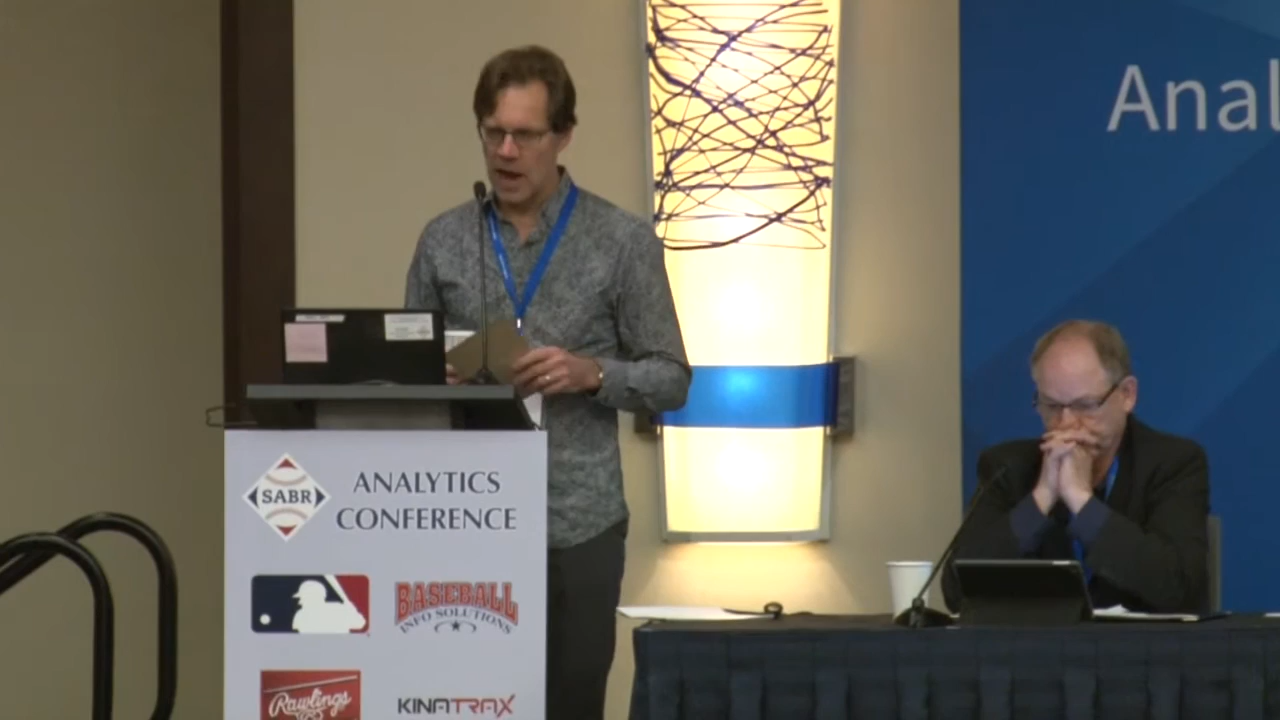 Anal
SABR
ANALYTICS
CONFERENCE
BASEBALL
INFO SOLUTIONS
Rawlings
KINATRAX